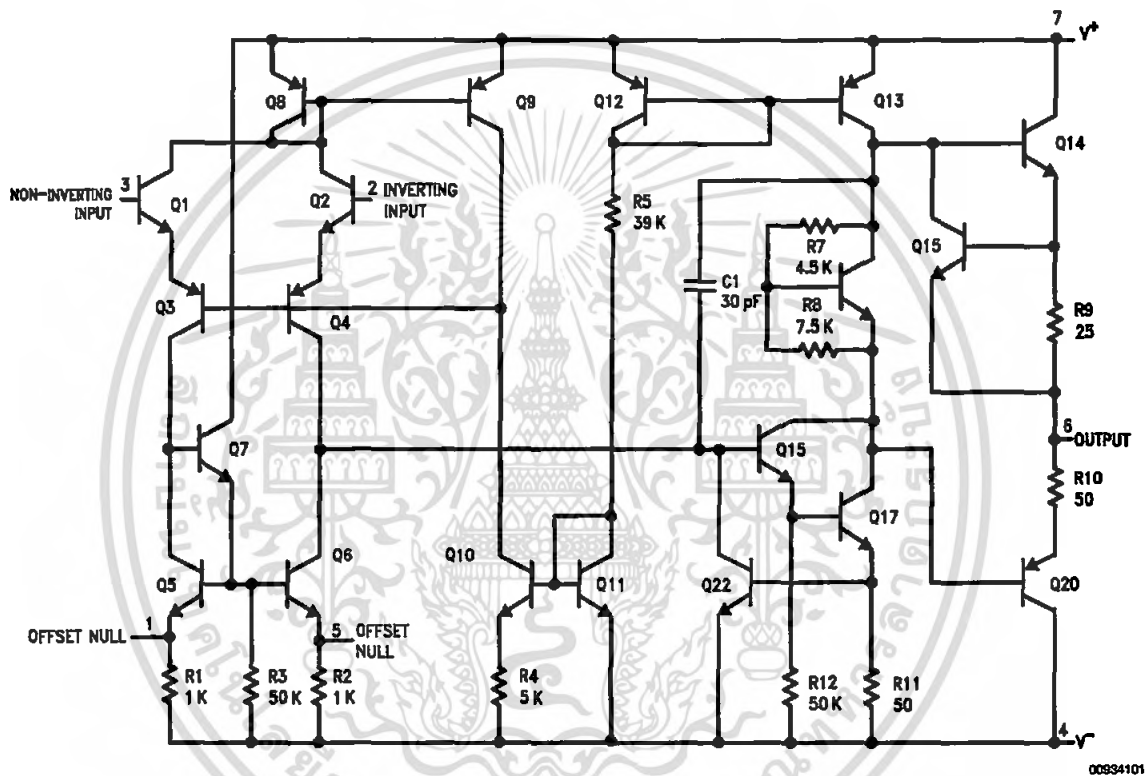 7
V+
Q8
Q9
Q12
Q13
Q14
3
NON-INVERTING
INPUT
Q1
2 INVERTING
INPUT
Q2
R5
39 K
Q15
R7
4.5 K
C1
30 pF
R8
7.5 K
R9
25
Q3
Q4
6
OUTPUT
Q7
Q15
R10
50
Q17
Q5
Q6
Q10
Q11
Q22
Q20
OFFSET NULL 1
5 OFFSET
NULL
R1
1 K
R3
50 K
R2
1 K
R4
5 K
R12
50 K
R11
50
4
V-
00934101